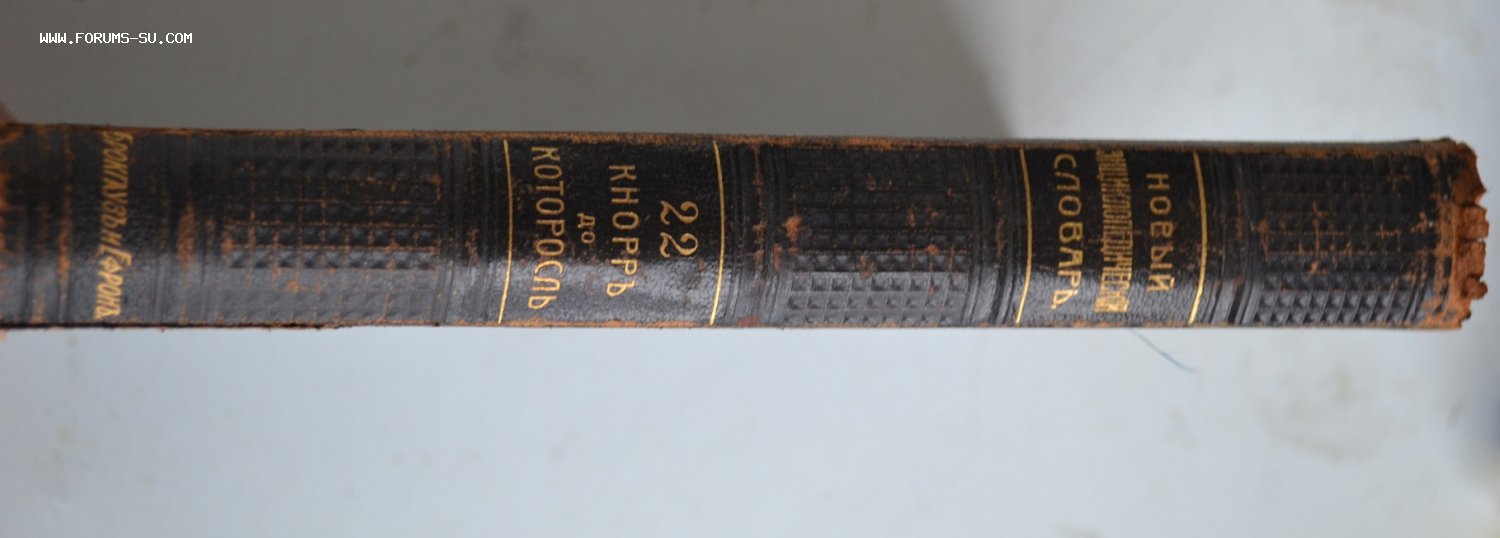 WWW.FORUMS-SU.COM
НОВЫЙ
ЭНЦИКЛОПЕДИЧЕСКІЙ
СЛОВАРЬ.
22
КНОРРЪ
ДО
КОТОРОСЛЬ
БРОКГАУЗЪ и ЕФРОНЪ